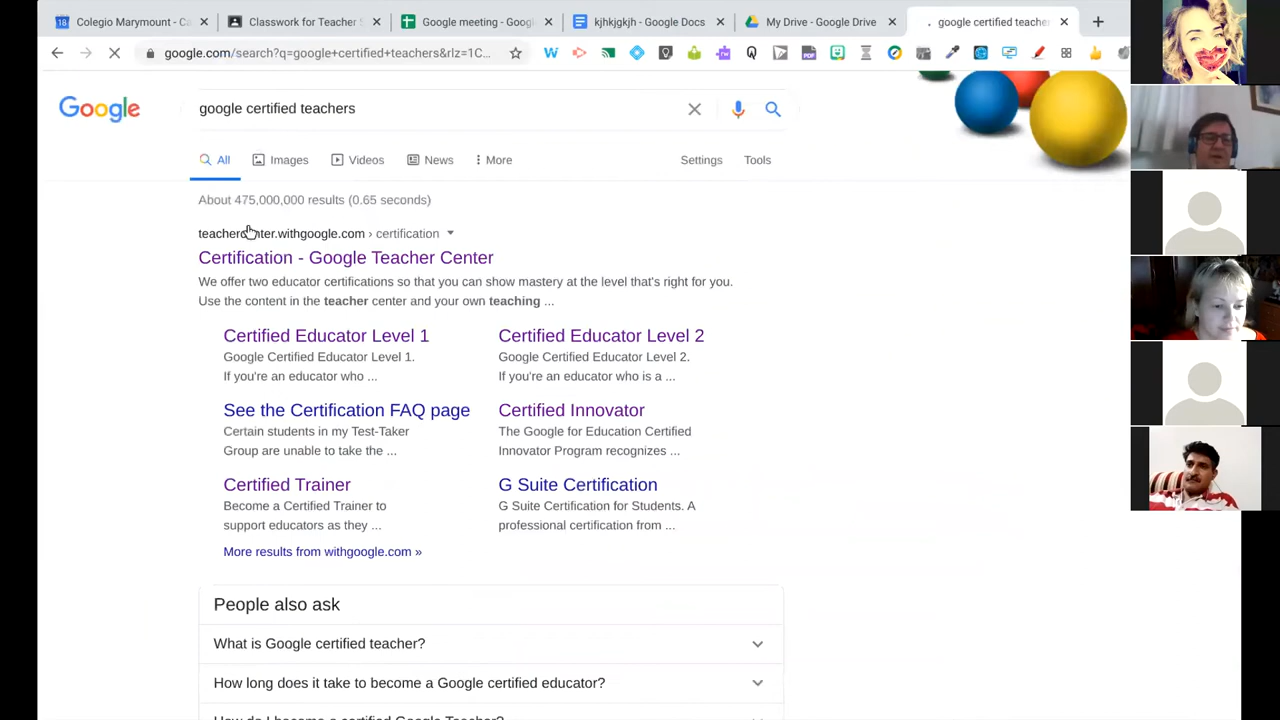 Colegio Marymount - Ca
Classwork for Teacher
Google meeting - Googl
kjhkjgkjh - Google Docs
My Drive - Google Drive
google certified teacher
google.com/search?q=google+certified+teachers&rlz=1C...
Google
google certified teachers
All
Images
Videos
News
More
Settings
Tools
About 475,000,000 results (0.65 seconds)
teachercenter.withgoogle.com › certification
Certification - Google Teacher Center
We offer two educator certifications so that you can show mastery at the level that's right for you.
Use the content in the teacher center and your own teaching ...
Certified Educator Level 1
Google Certified Educator Level 1.
If you're an educator who ...
Certified Educator Level 2
Google Certified Educator Level 2.
If you're an educator who is a ...
See the Certification FAQ page
Certain students in my Test-Taker
Group are unable to take the ...
Certified Innovator
The Google for Education Certified
Innovator Program recognizes ...
Certified Trainer
Become a Certified Trainer to
support educators as they ...
G Suite Certification
G Suite Certification for Students. A
professional certification from ...
More results from withgoogle.com »
People also ask
What is Google certified teacher?
How long does it take to become a Google certified educator?
How do I become a certified Google Teacher?